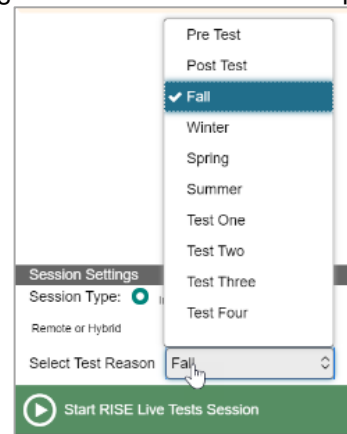 Pre Test
Post Test
Fall
Winter
Spring
Summer
Test One
Test Two
Test Three
Test Four
Session Settings
Session Type:
Remote or Hybrid
Select Test Reason Fall
Start RISE Live Tests Session